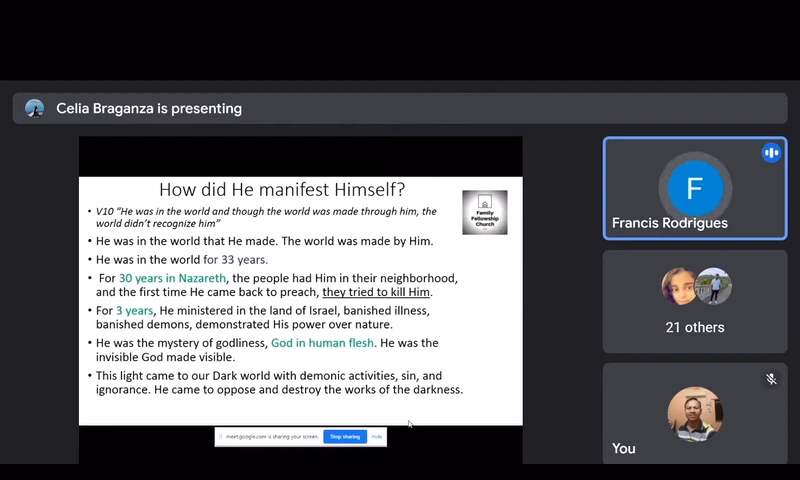 Celia Braganza is presenting
How did He manifest Himself?
• V10 "He was in the world and though the world was made through him, the
world didn't recognize him"
• He was in the world that He made. The world was made by Him.
• He was in the world for 33 years.
• For 30 years in Nazareth, the people had Him in their neighborhood,
and the first time He came back to preach, they tried to kill Him.
• For 3 years, He ministered in the land of Israel, banished illness,
banished demons, demonstrated His power over nature.
• He was the mystery of godliness, God in human flesh. He was the
invisible God made visible.
• This light came to our Dark world with demonic activities, sin, and
ignorance. He came to oppose and destroy the works of the darkness.
Family
Fellowship
Church
meet.google.com is sharing your screen.
Stop sharing
Hide
F
Francis Rodrigues
21 others
You